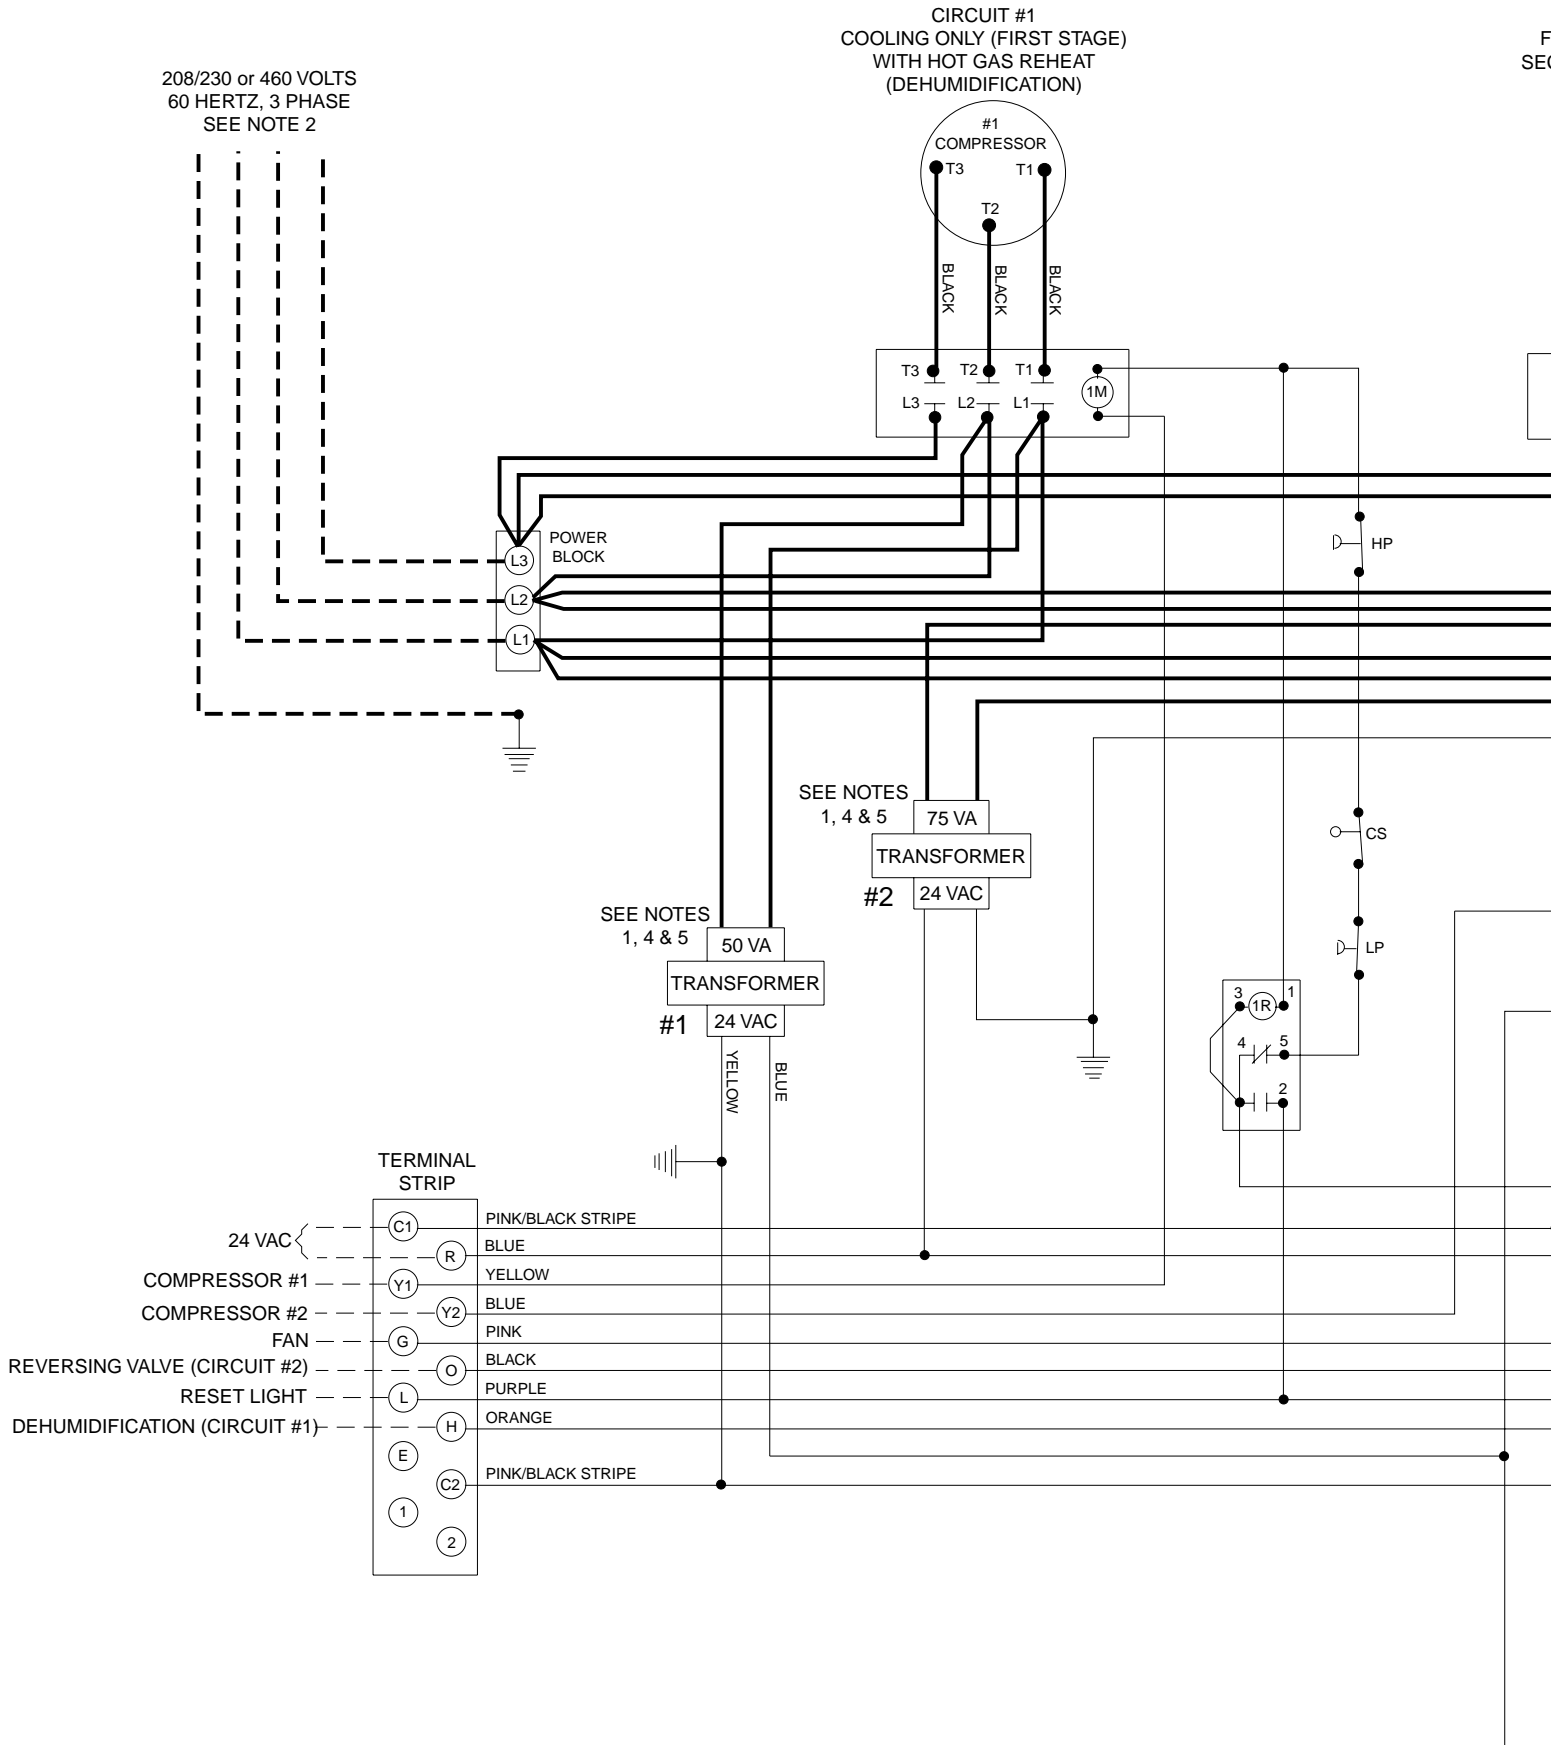 CIRCUIT #1
COOLING ONLY (FIRST STAGE)
WITH HOT GAS REHEAT
(DEHUMIDIFICATION)
F
SEC
208/230 or 460 VOLTS
60 HERTZ, 3 PHASE
SEE NOTE 2
#1
COMPRESSOR
T3
T1
T2
BLACK
BLACK
BLACK
T3
T2
T1
L3
L2
L1
1M
POWER
BLOCK
L3
L2
L1
HP
SEE NOTES
1, 4 & 5
75 VA
TRANSFORMER
#2
24 VAC
CS
LP
SEE NOTES
1, 4 & 5
50 VA
TRANSFORMER
#1
24 VAC
YELLOW
BLUE
3
1R
1
4
5
2
TERMINAL
STRIP
24 VAC
C1
PINK/BLACK STRIPE
R
BLUE
COMPRESSOR #1
Y1
YELLOW
COMPRESSOR #2
Y2
BLUE
FAN
G
PINK
REVERSING VALVE (CIRCUIT #2)
O
BLACK
RESET LIGHT
L
PURPLE
DEHUMIDIFICATION (CIRCUIT #1)
H
ORANGE
E
C2
PINK/BLACK STRIPE
1
2